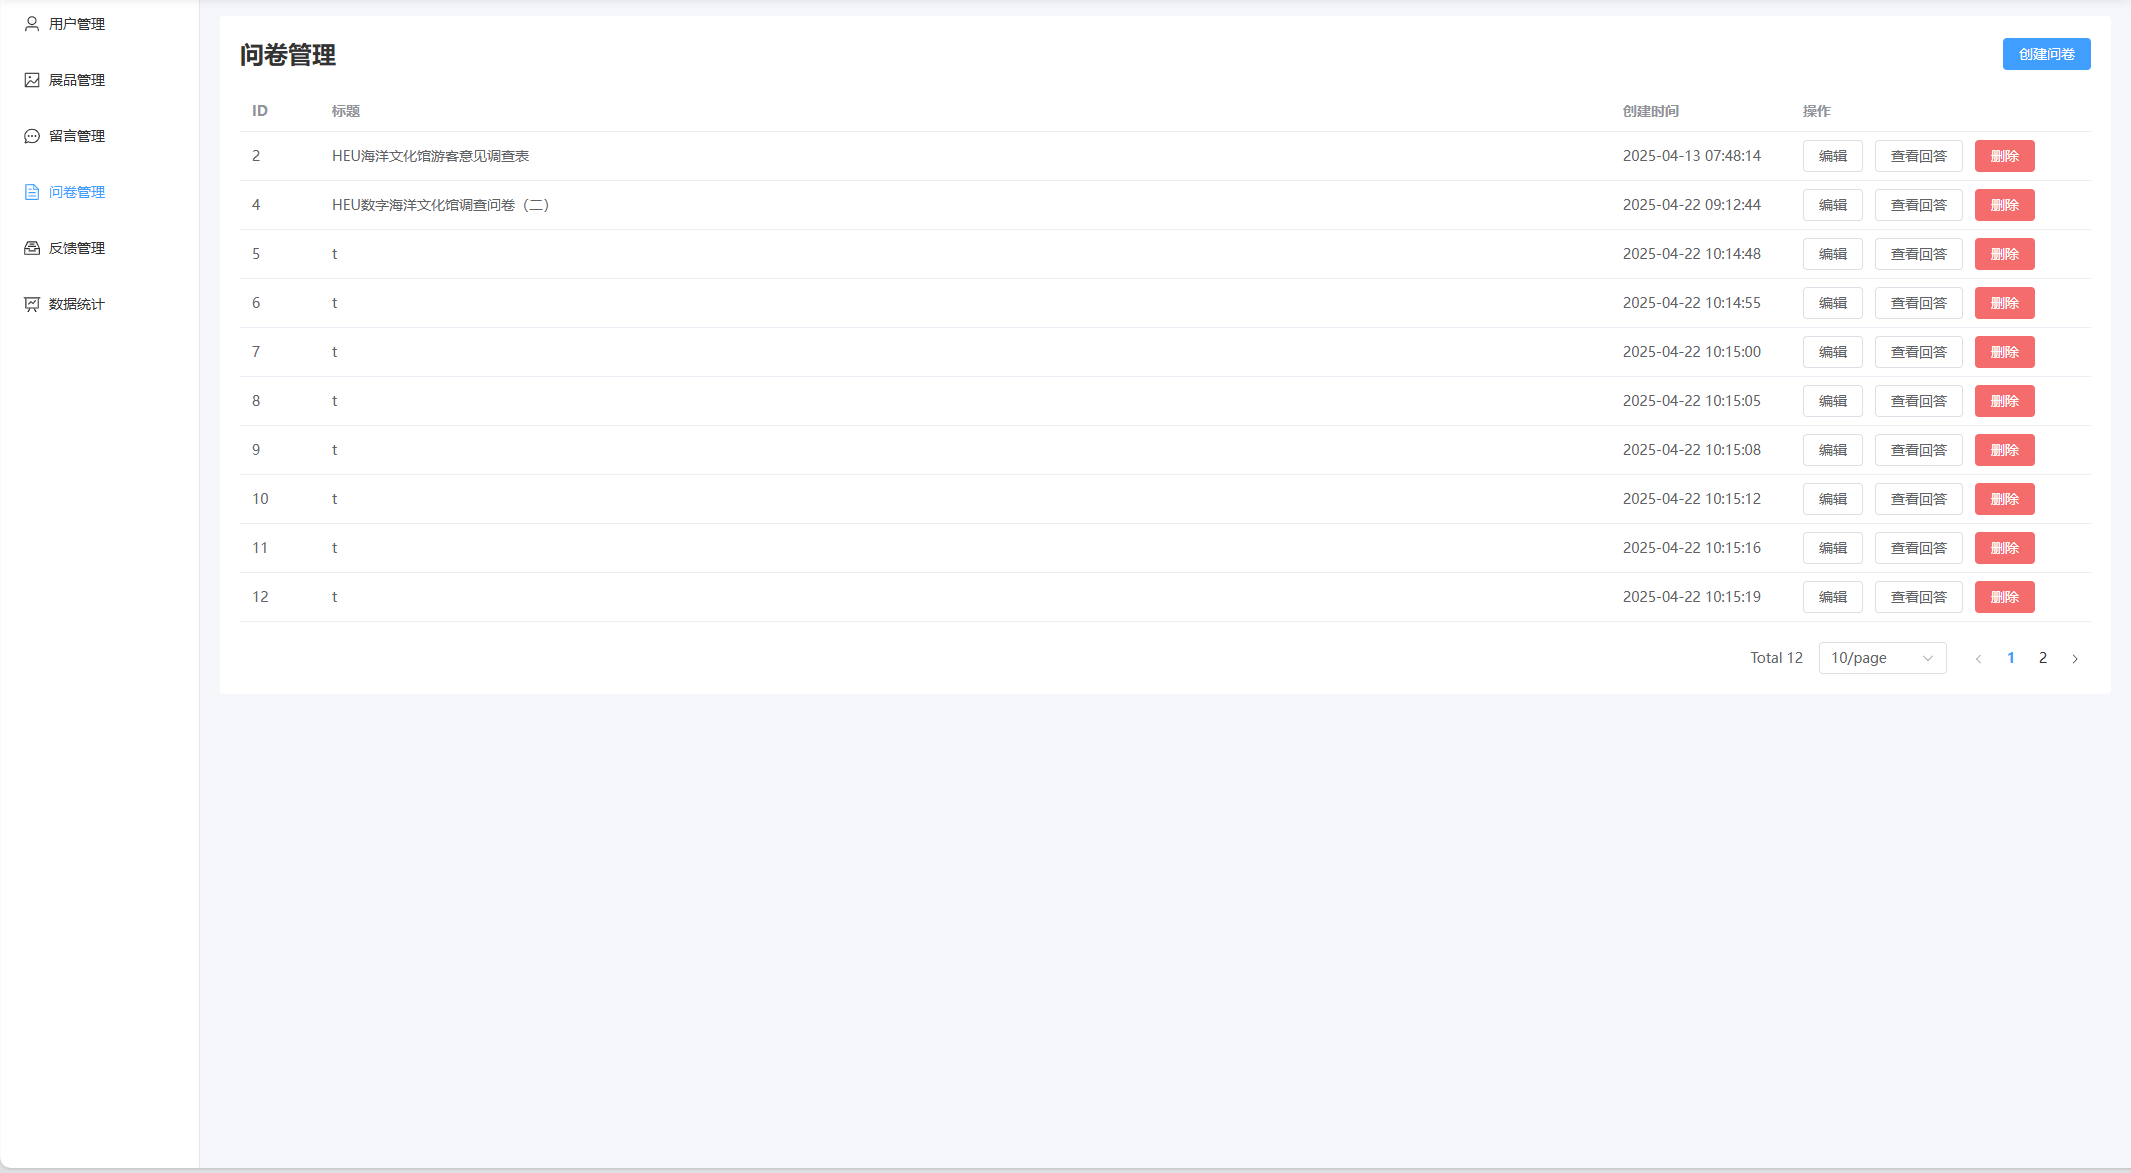 用户管理
展品管理
留言管理
问卷管理
反馈管理
数据统计
问卷管理 创建问卷
ID 标题 创建时间 操作
2 HEU海洋文化馆游客意见调查表 2025-04-13 07:48:14 编辑 查看回答 删除
4 HEU数字海洋文化馆调查问卷（二） 2025-04-22 09:12:44 编辑 查看回答 删除
5 t 2025-04-22 10:14:48 编辑 查看回答 删除
6 t 2025-04-22 10:14:55 编辑 查看回答 删除
7 t 2025-04-22 10:15:00 编辑 查看回答 删除
8 t 2025-04-22 10:15:05 编辑 查看回答 删除
9 t 2025-04-22 10:15:08 编辑 查看回答 删除
10 t 2025-04-22 10:15:12 编辑 查看回答 删除
11 t 2025-04-22 10:15:16 编辑 查看回答 删除
12 t 2025-04-22 10:15:19 编辑 查看回答 删除
Total 12 10/page 1 2